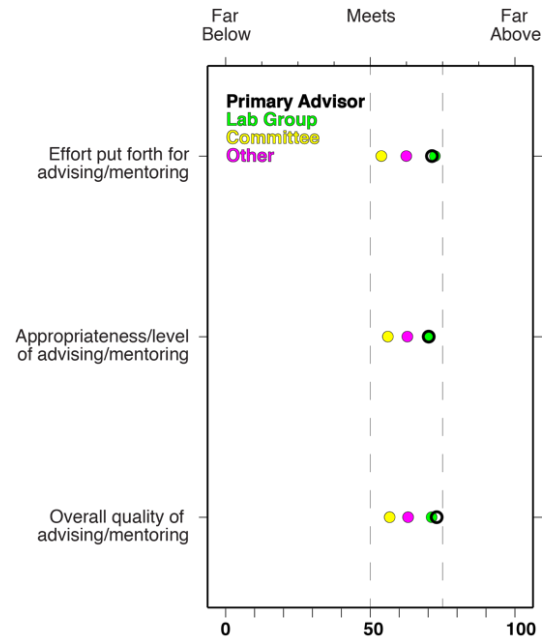 Far
Below
Meets
Far
Above
Primary Advisor
Lab Group
Committee
Other
Effort put forth for
advising/mentoring
Appropriateness/level
of advising/mentoring
Overall quality of
advising/mentoring
0
50
100